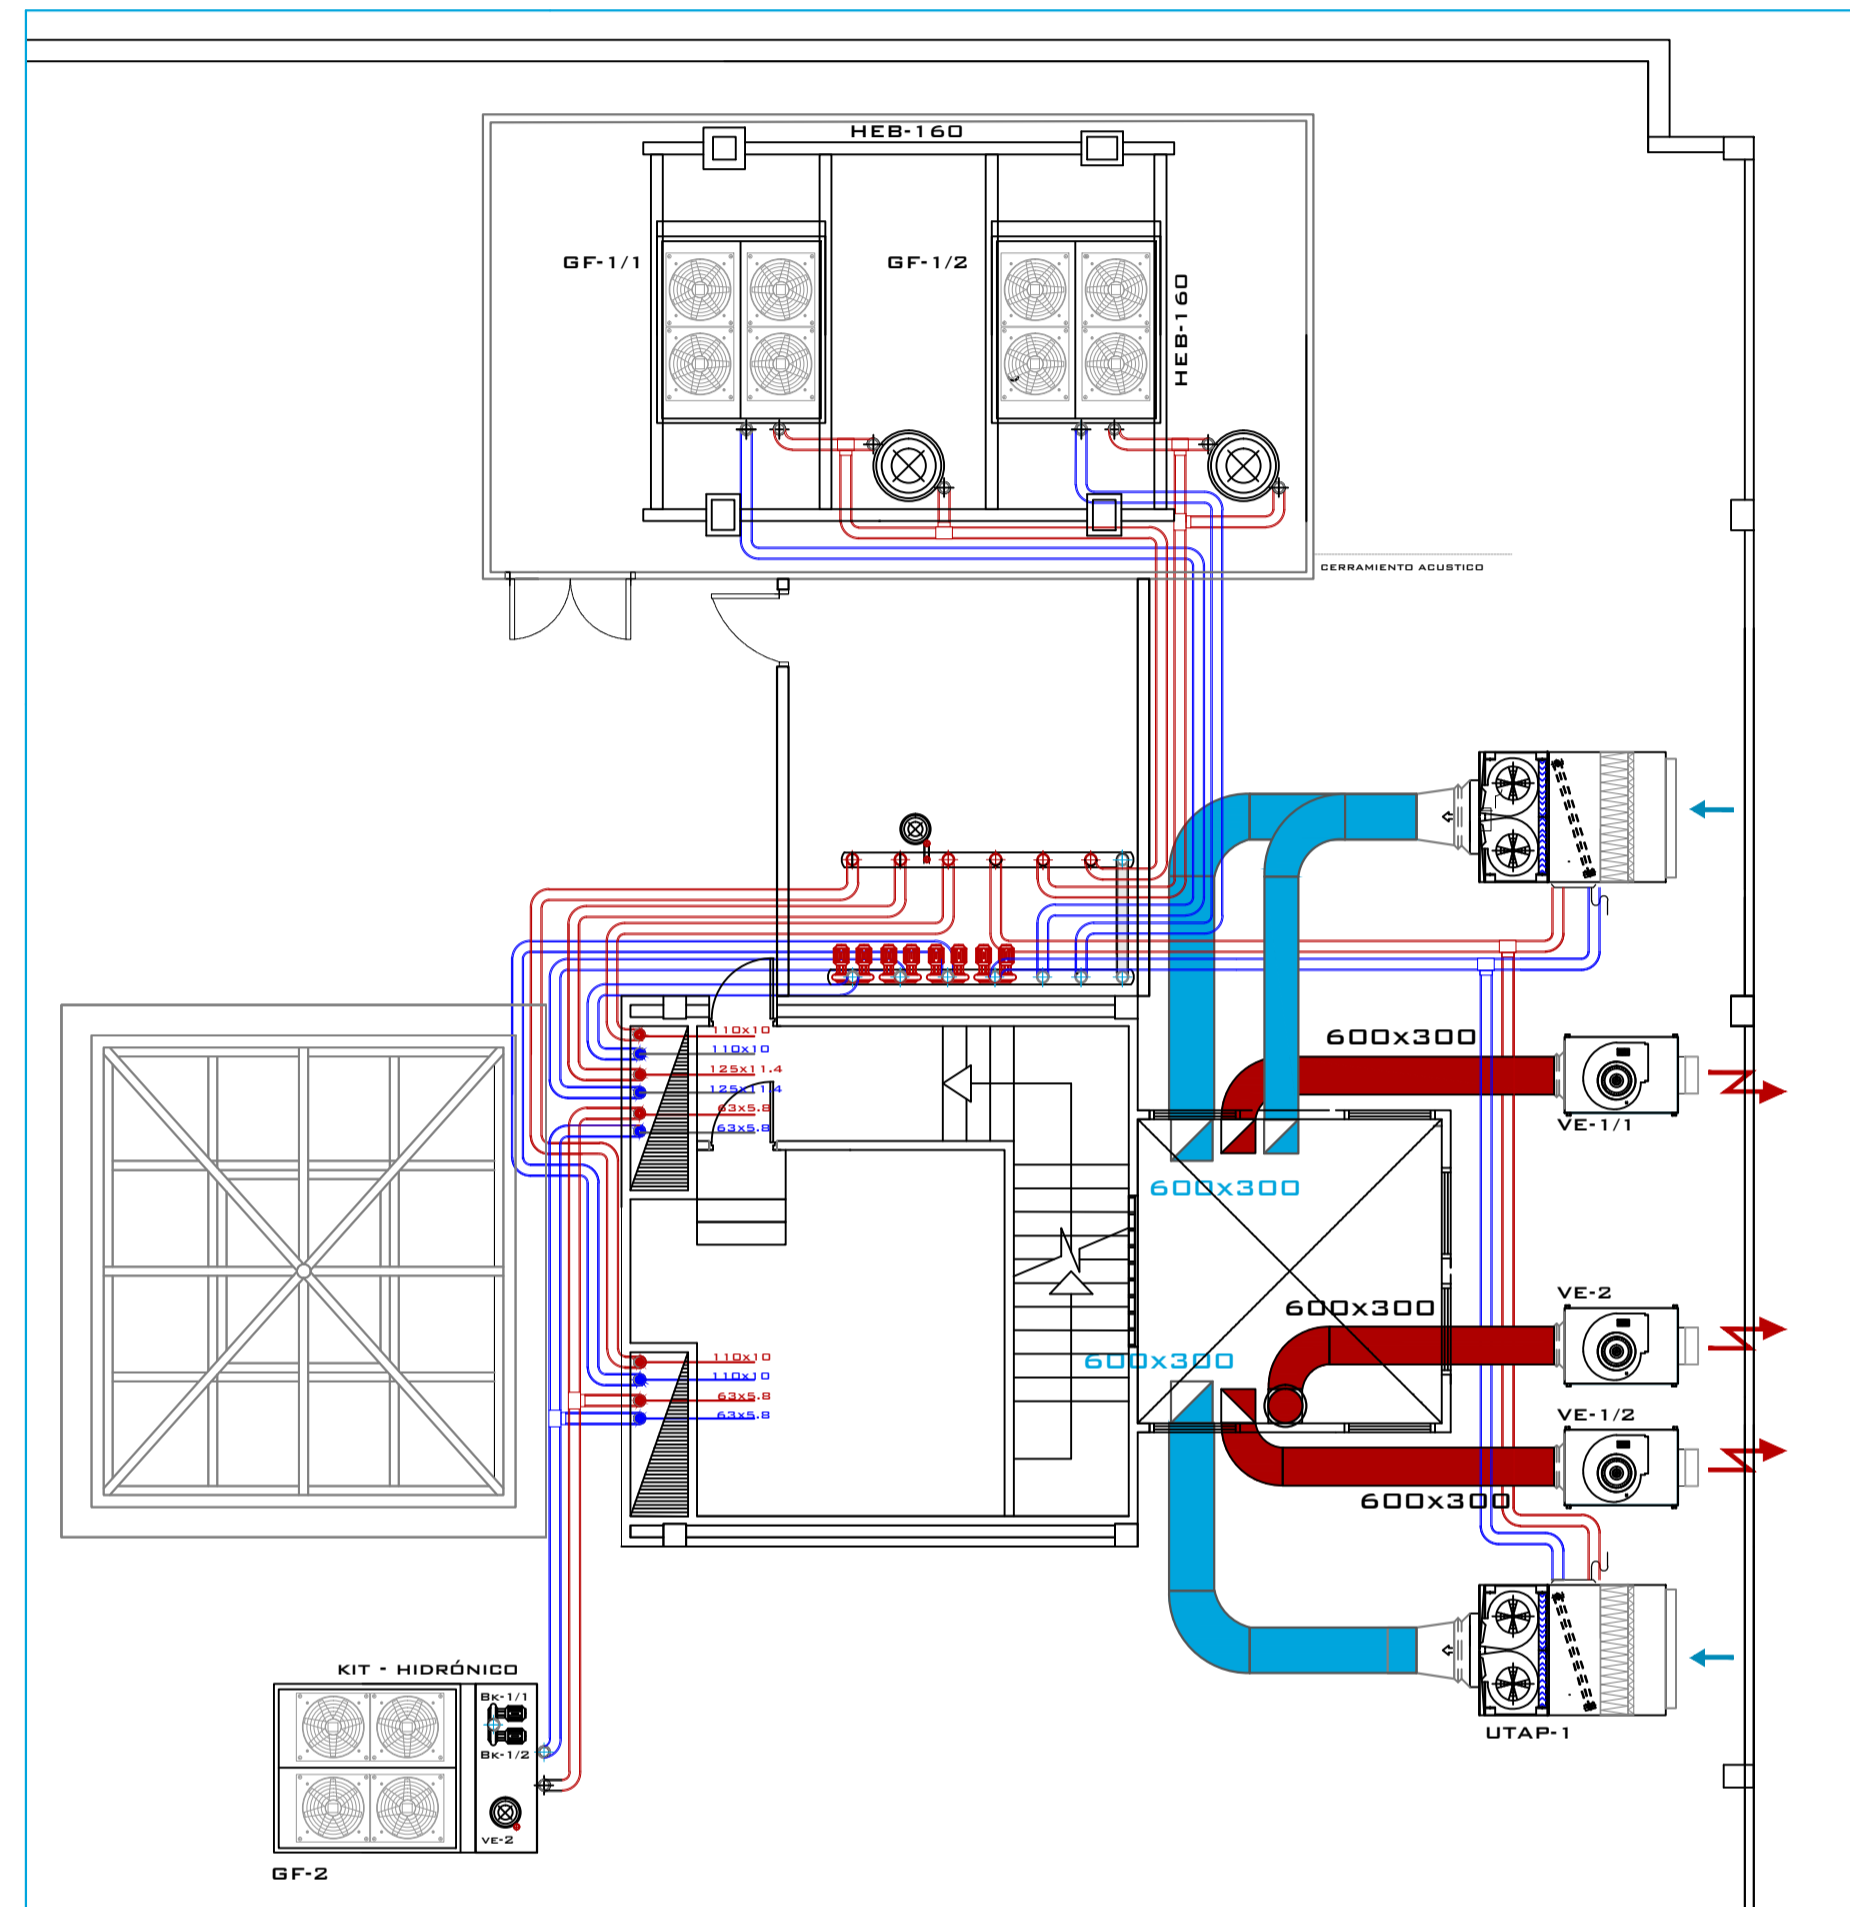 HEB-160
GF-1/1
GF-1/2
HEB-160
CERRAMIENTO ACUSTICO
110x10
110x10
125x11.4
125x11.4
63x5.8
63x5.8
600x300
VE-1/1
600x300
VE-2
600x300
600x300
110x10
110x10
63x5.8
63x5.8
VE-1/2
600x300
KIT - HIDRÓNICO
BK-1/1
BK-1/2
VE-2
GF-2
UTAP-1